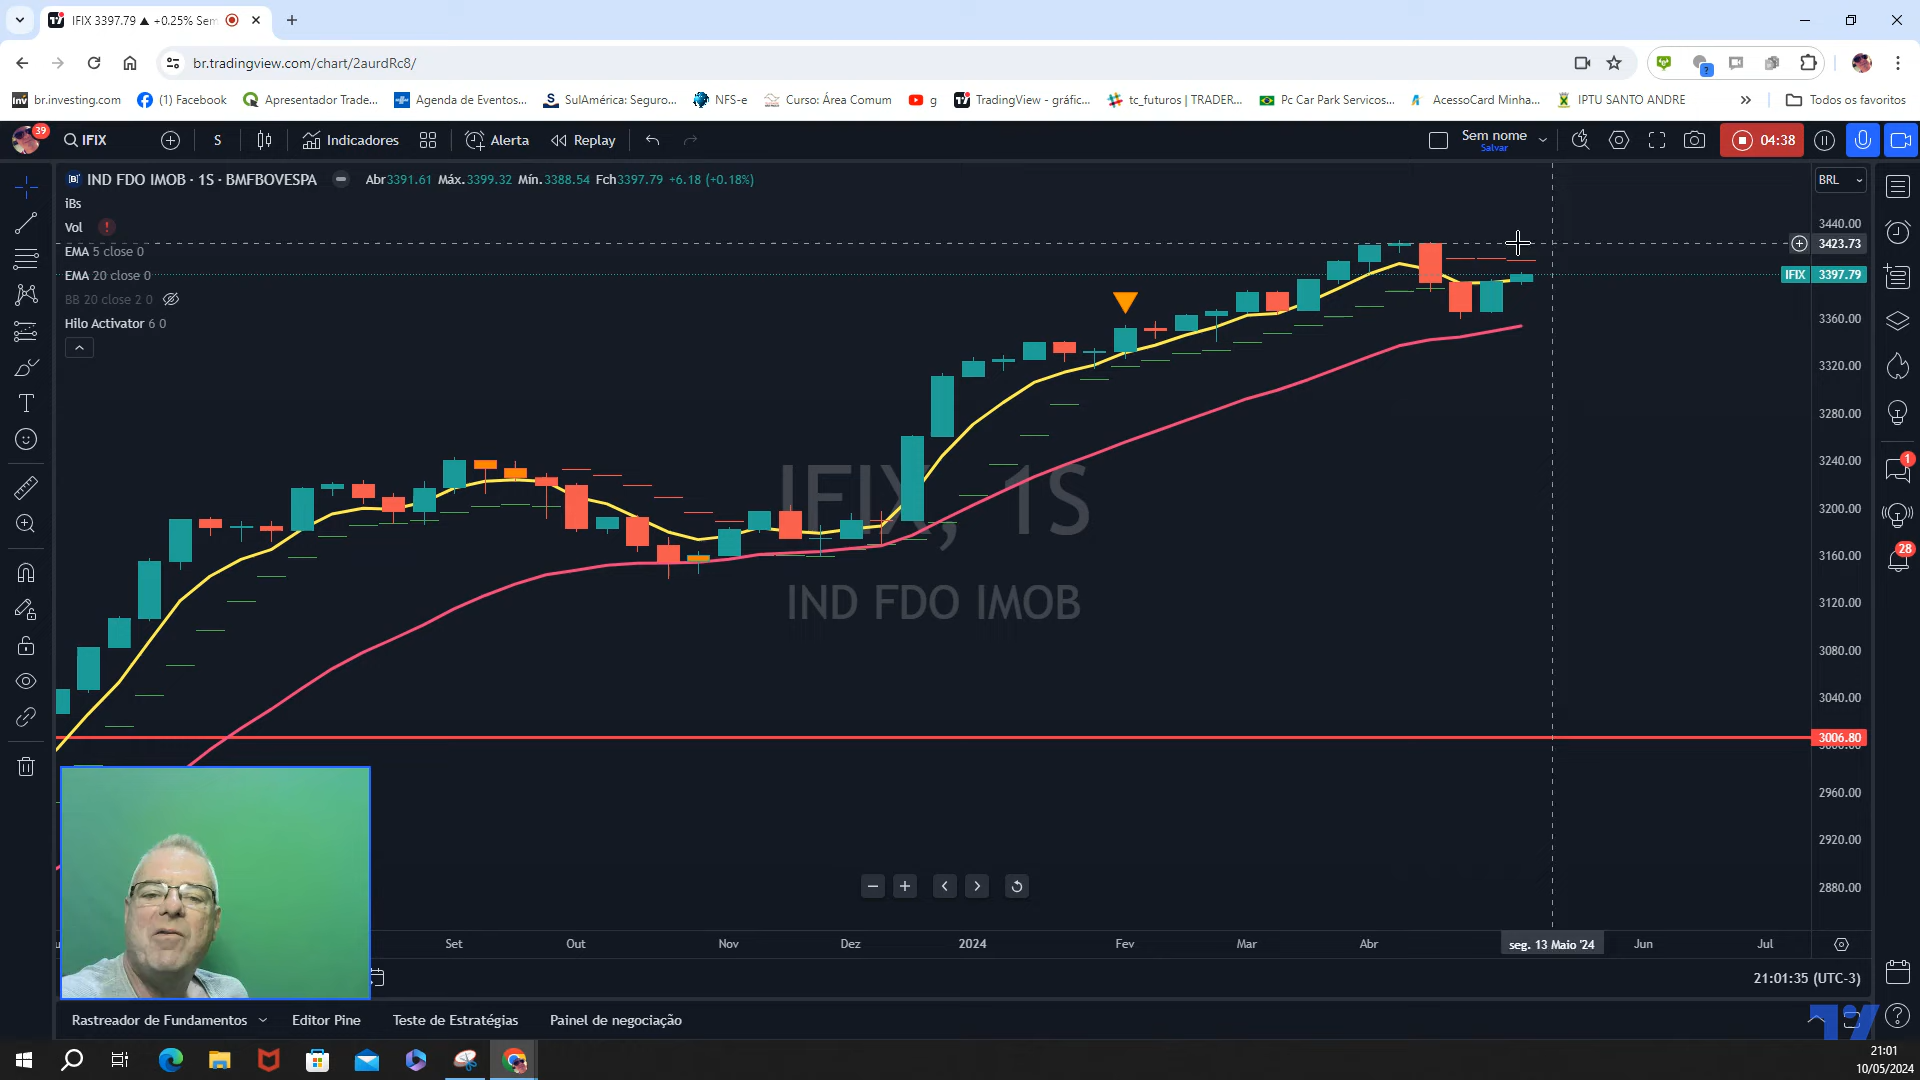 IFIX 3397.79 ▲ +0.25% Sem
br.tradingview.com/chart/2aurdRc8/
br.investing.com
(1) Facebook
Apresentador Trade...
Agenda de Eventos...
SulAmérica: Seguro...
NFS-e
Curso: Área Comum
g
TradingView - gráfic...
tc_futuros | TRADER...
Pc Car Park Servicos...
AcessoCard Minha...
IPTU SANTO ANDRE
Todos os favoritos
39
IFIX
S
Indicadores
Alerta
Replay
Sem nome
Salvar
04:38
IND FDO IMOB · 1S · BMFBOVESPA
Abr3391.61 Máx.3399.32 Mín.3388.54 Fch3397.79 +6.18 (+0.18%)
BRL
iBs
Vol
EMA 5 close 0
EMA 20 close 0
BB 20 close 2 0
Hilo Activator 6 0
3440.00
3423.73
IFIX 3397.79
3360.00
3320.00
3280.00
3240.00
3200.00
3160.00
3120.00
3080.00
3040.00
3006.80
2960.00
2920.00
2880.00
IFIX, 1S
IND FDO IMOB
1
28
Set
Out
Nov
Dez
2024
Fev
Mar
Abr
seg. 13 Maio '24
Jun
Jul
21:01:35 (UTC-3)
Rastreador de Fundamentos
Editor Pine
Teste de Estratégias
Painel de negociação
21:01
10/05/2024